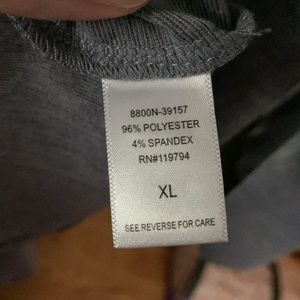 8800N-39157
96% POLYESTER
4% SPANDEX
RN#119794
XL
SEE REVERSE FOR CARE